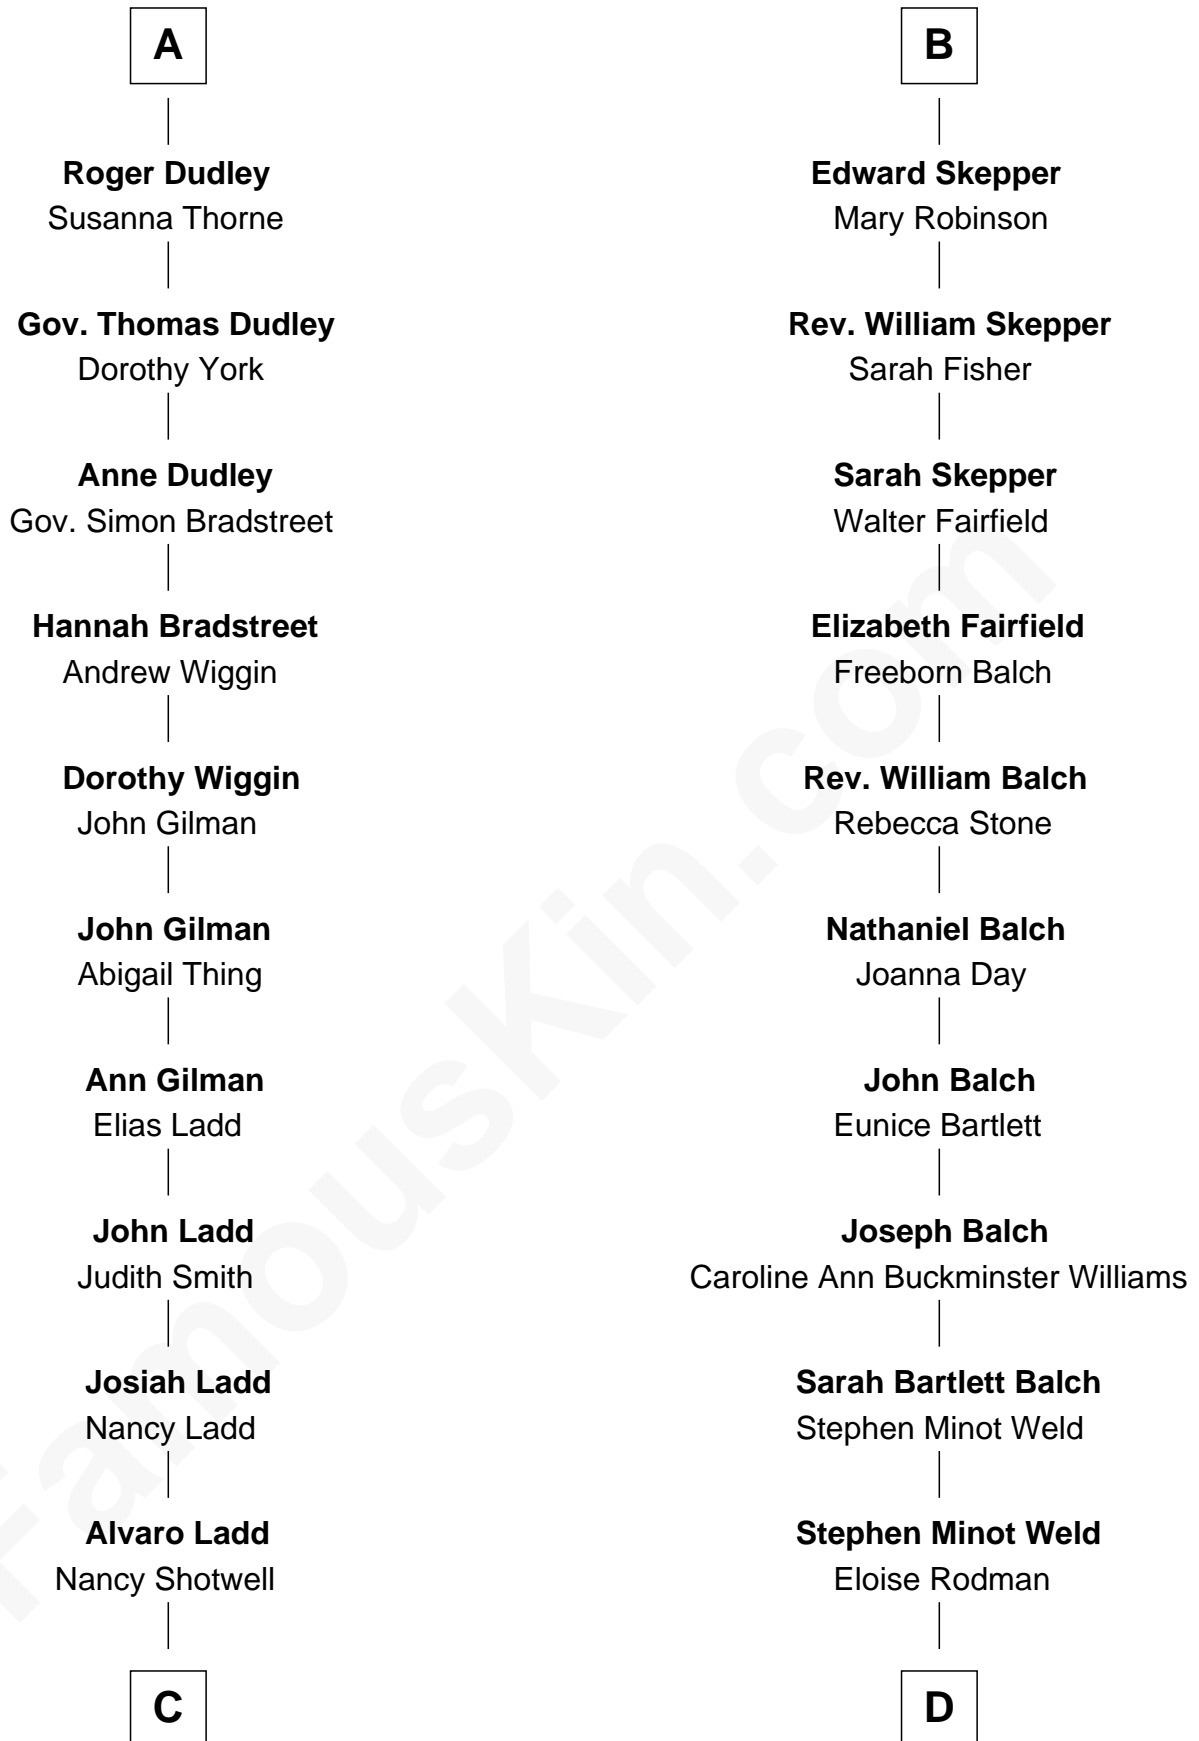 A
Roger Dudley
Susanna Thorne
Gov. Thomas Dudley
Dorothy York
Anne Dudley
Gov. Simon Bradstreet
Hannah Bradstreet
Andrew Wiggin
Dorothy Wiggin
John Gilman
John Gilman
Abigail Thing
Ann Gilman
Elias Ladd
John Ladd
Judith Smith
Josiah Ladd
Nancy Ladd
Alvaro Ladd
Nancy Shotwell
C
B
Edward Skepper
Mary Robinson
Rev. William Skepper
Sarah Fisher
Sarah Skepper
Walter Fairfield
Elizabeth Fairfield
Freeborn Balch
Rev. William Balch
Rebecca Stone
Nathaniel Balch
Joanna Day
John Balch
Eunice Bartlett
Joseph Balch
Caroline Ann Buckminster Williams
Sarah Bartlett Balch
Stephen Minot Weld
Stephen Minot Weld
Eloise Rodman
D
FamousKin.com